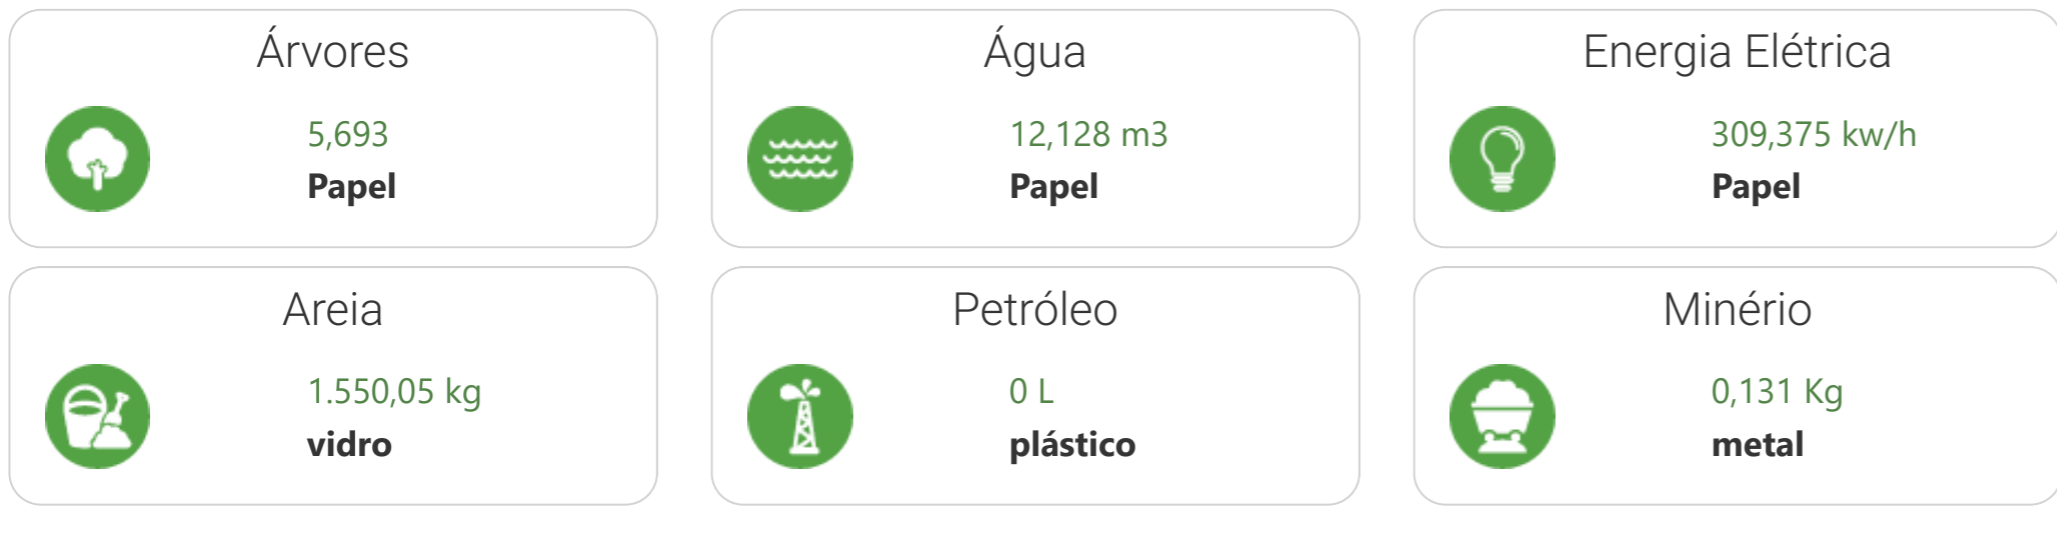 Árvores
5,693
Papel
Água
12,128 m3
Papel
Energia Elétrica
309,375 kw/h
Papel
Areia
1.550,05 kg
vidro
Petróleo
0 L
plástico
Minério
0,131 Kg
metal